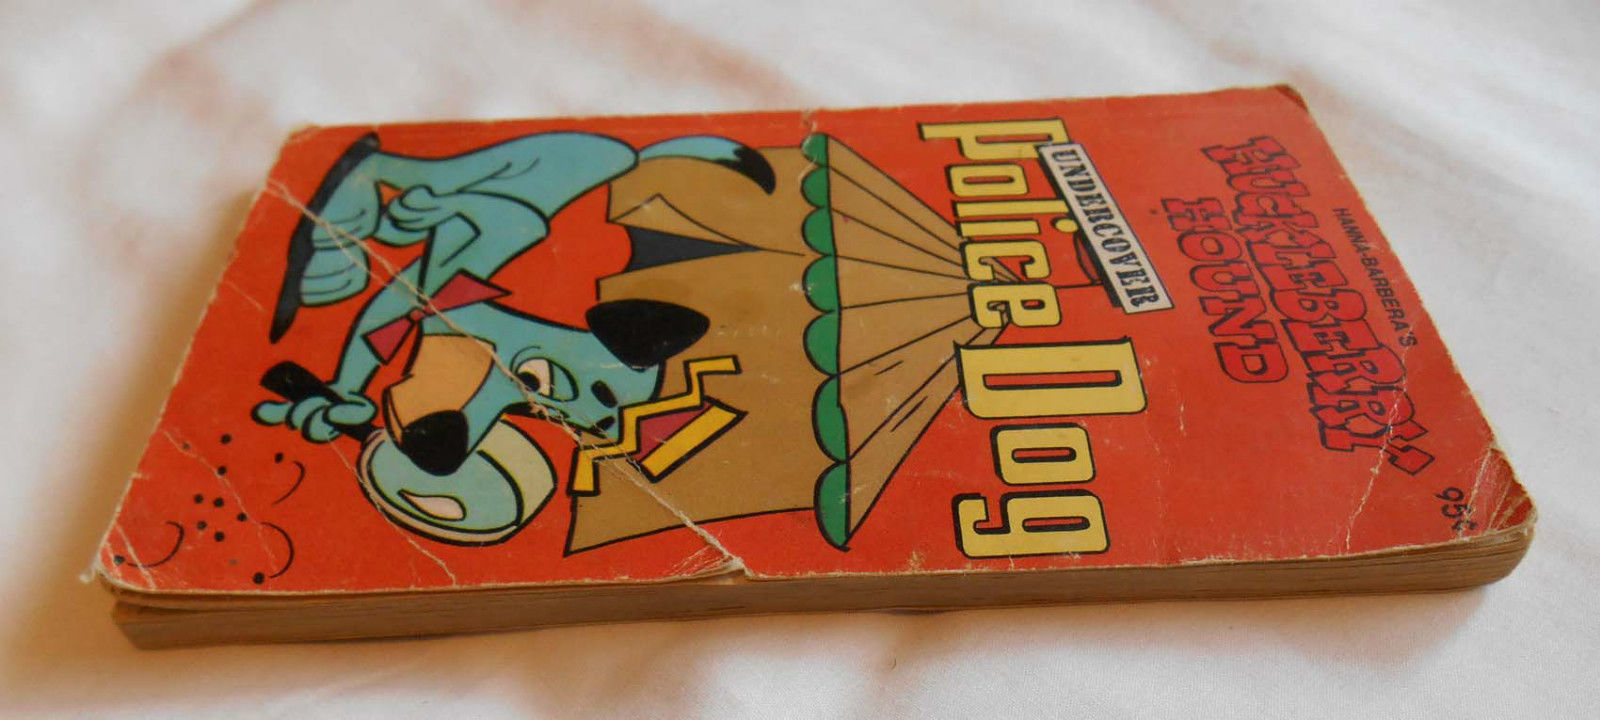 HANNA-BARBERA'S
HUCKLEBERRY
HOUND
UNDERCOVER
Police Dog
95¢